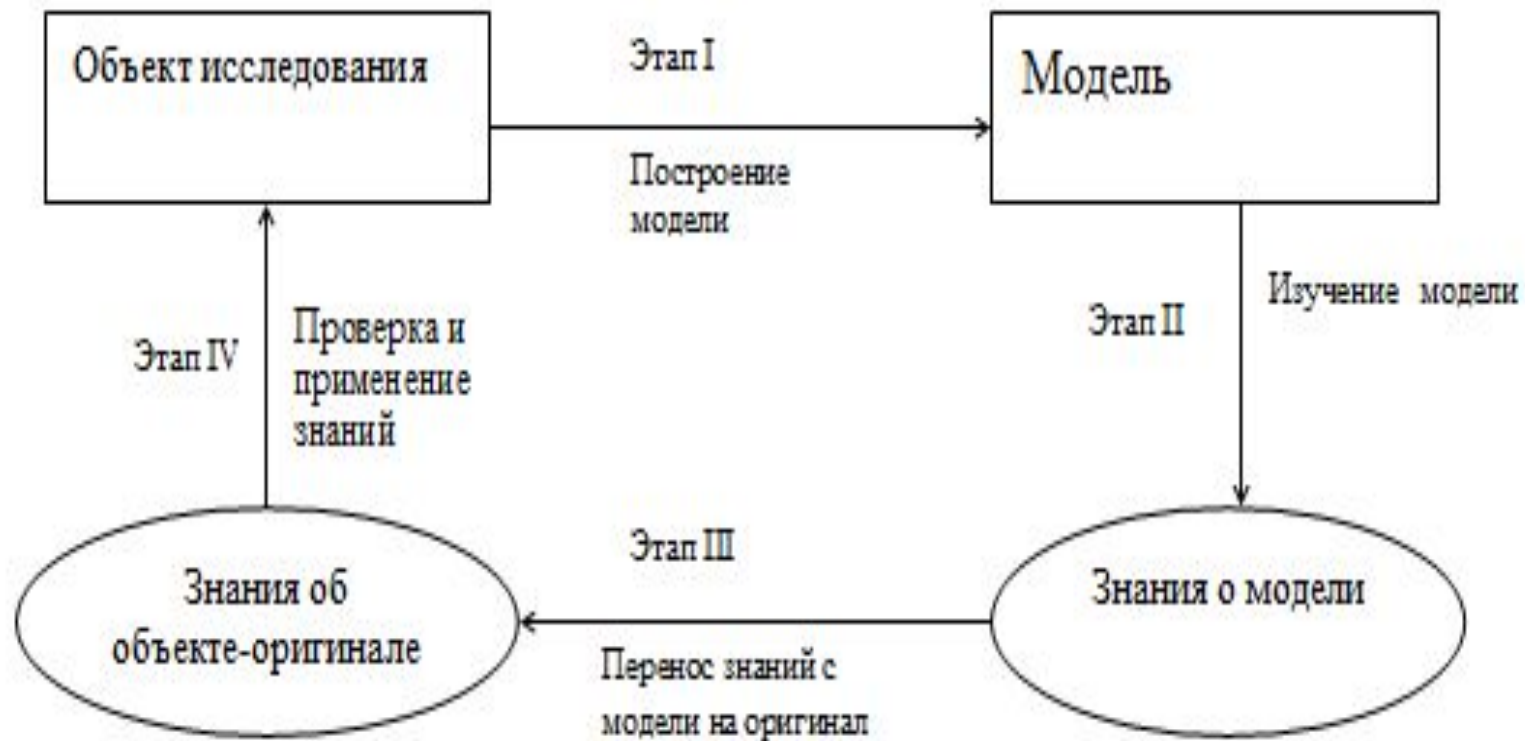 Объект исследования
Этап I
Модель
Построение
модели
Этап II
Изучение модели
Этап IV
Проверка и
применение
знаний
Этап III
Знания об
объекте-оригинале
Знания о модели
Перенос знаний с
модели на оригинал